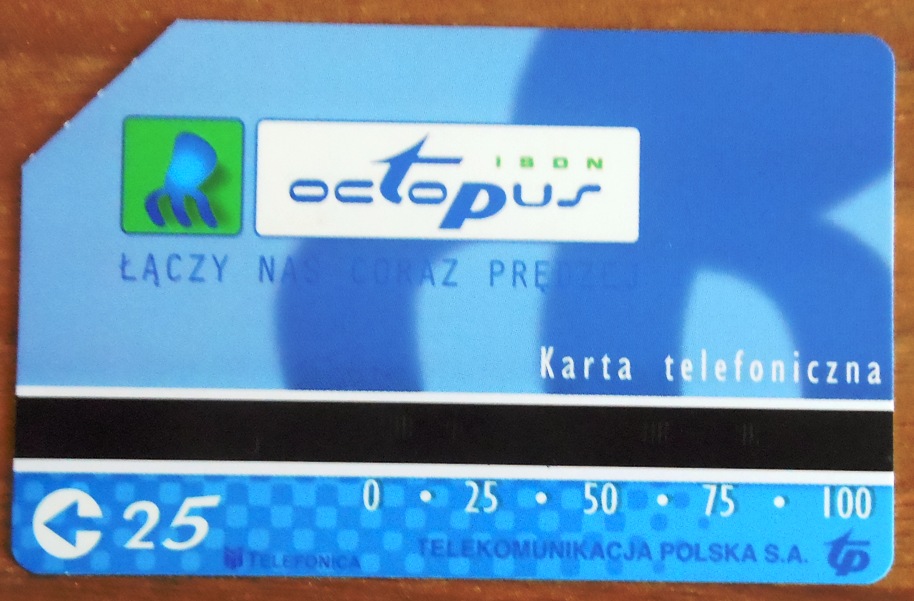 ISDN
octopus
ŁĄCZY NAS CORAZ PRĘDZEJ
Karta telefoniczna
0 • 25 • 50 • 75 • 100
25
TELEFONICA
TELEKOMUNIKACJA POLSKA S.A. tp